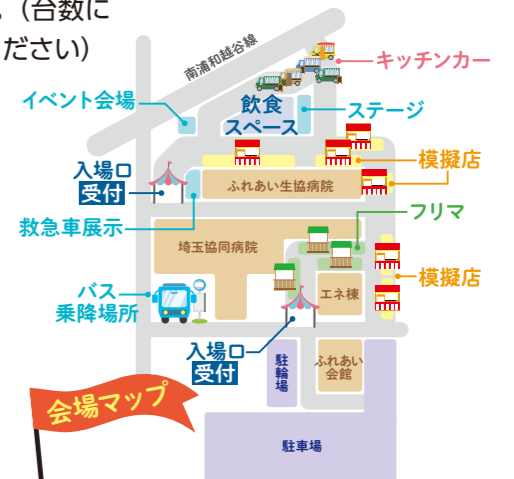 。（台数に
ださい）
南浦和越谷線
キッチンカー
イベント会場
飲食
スペース
ステージ
模擬店
入場口
受付
ふれあい生協病院
フリマ
救急車展示
埼玉協同病院
模擬店
エネ棟
バス
乗降場所
入場口
受付
駐輪場
ふれあい
会館
会場マップ
駐車場